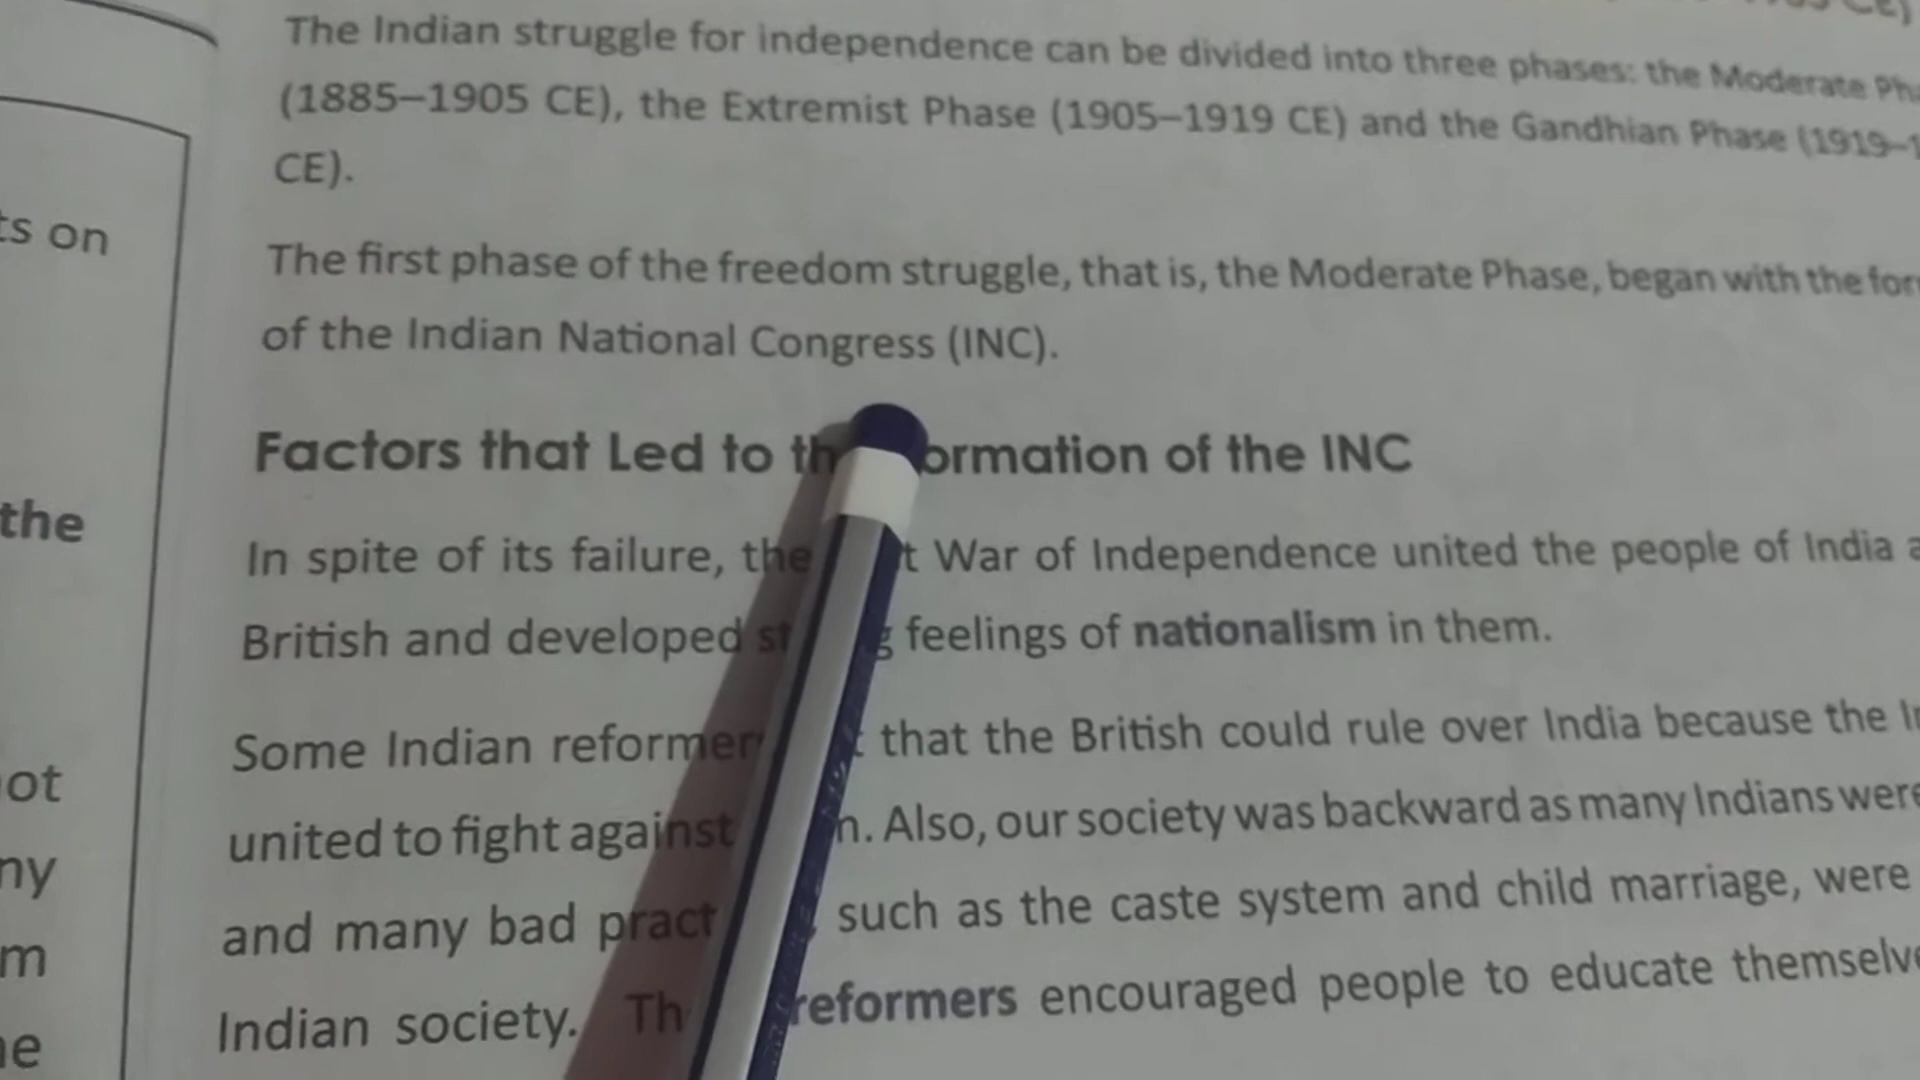 ts on
the
ot
ny
m
The Indian struggle for independence can be divided into three phases: the Moderate
(1885–1905 CE), the Extremist Phase (1905–1919 CE) and the Gandhian Phase (1919–
CE).
The first phase of the freedom struggle, that is, the Moderate Phase, began with the
of the Indian National Congress (INC).
Factors that Led to ormation of the INC
In spite of its failure, the War of Independence united the people of India
British and developed feelings of nationalism in them.
Some Indian that the British could rule over India because the
united to fight against Also, our society was backward as many Indians were
and many bad such as the caste system and child marriage, were
Indian society. reformers encouraged people to educate